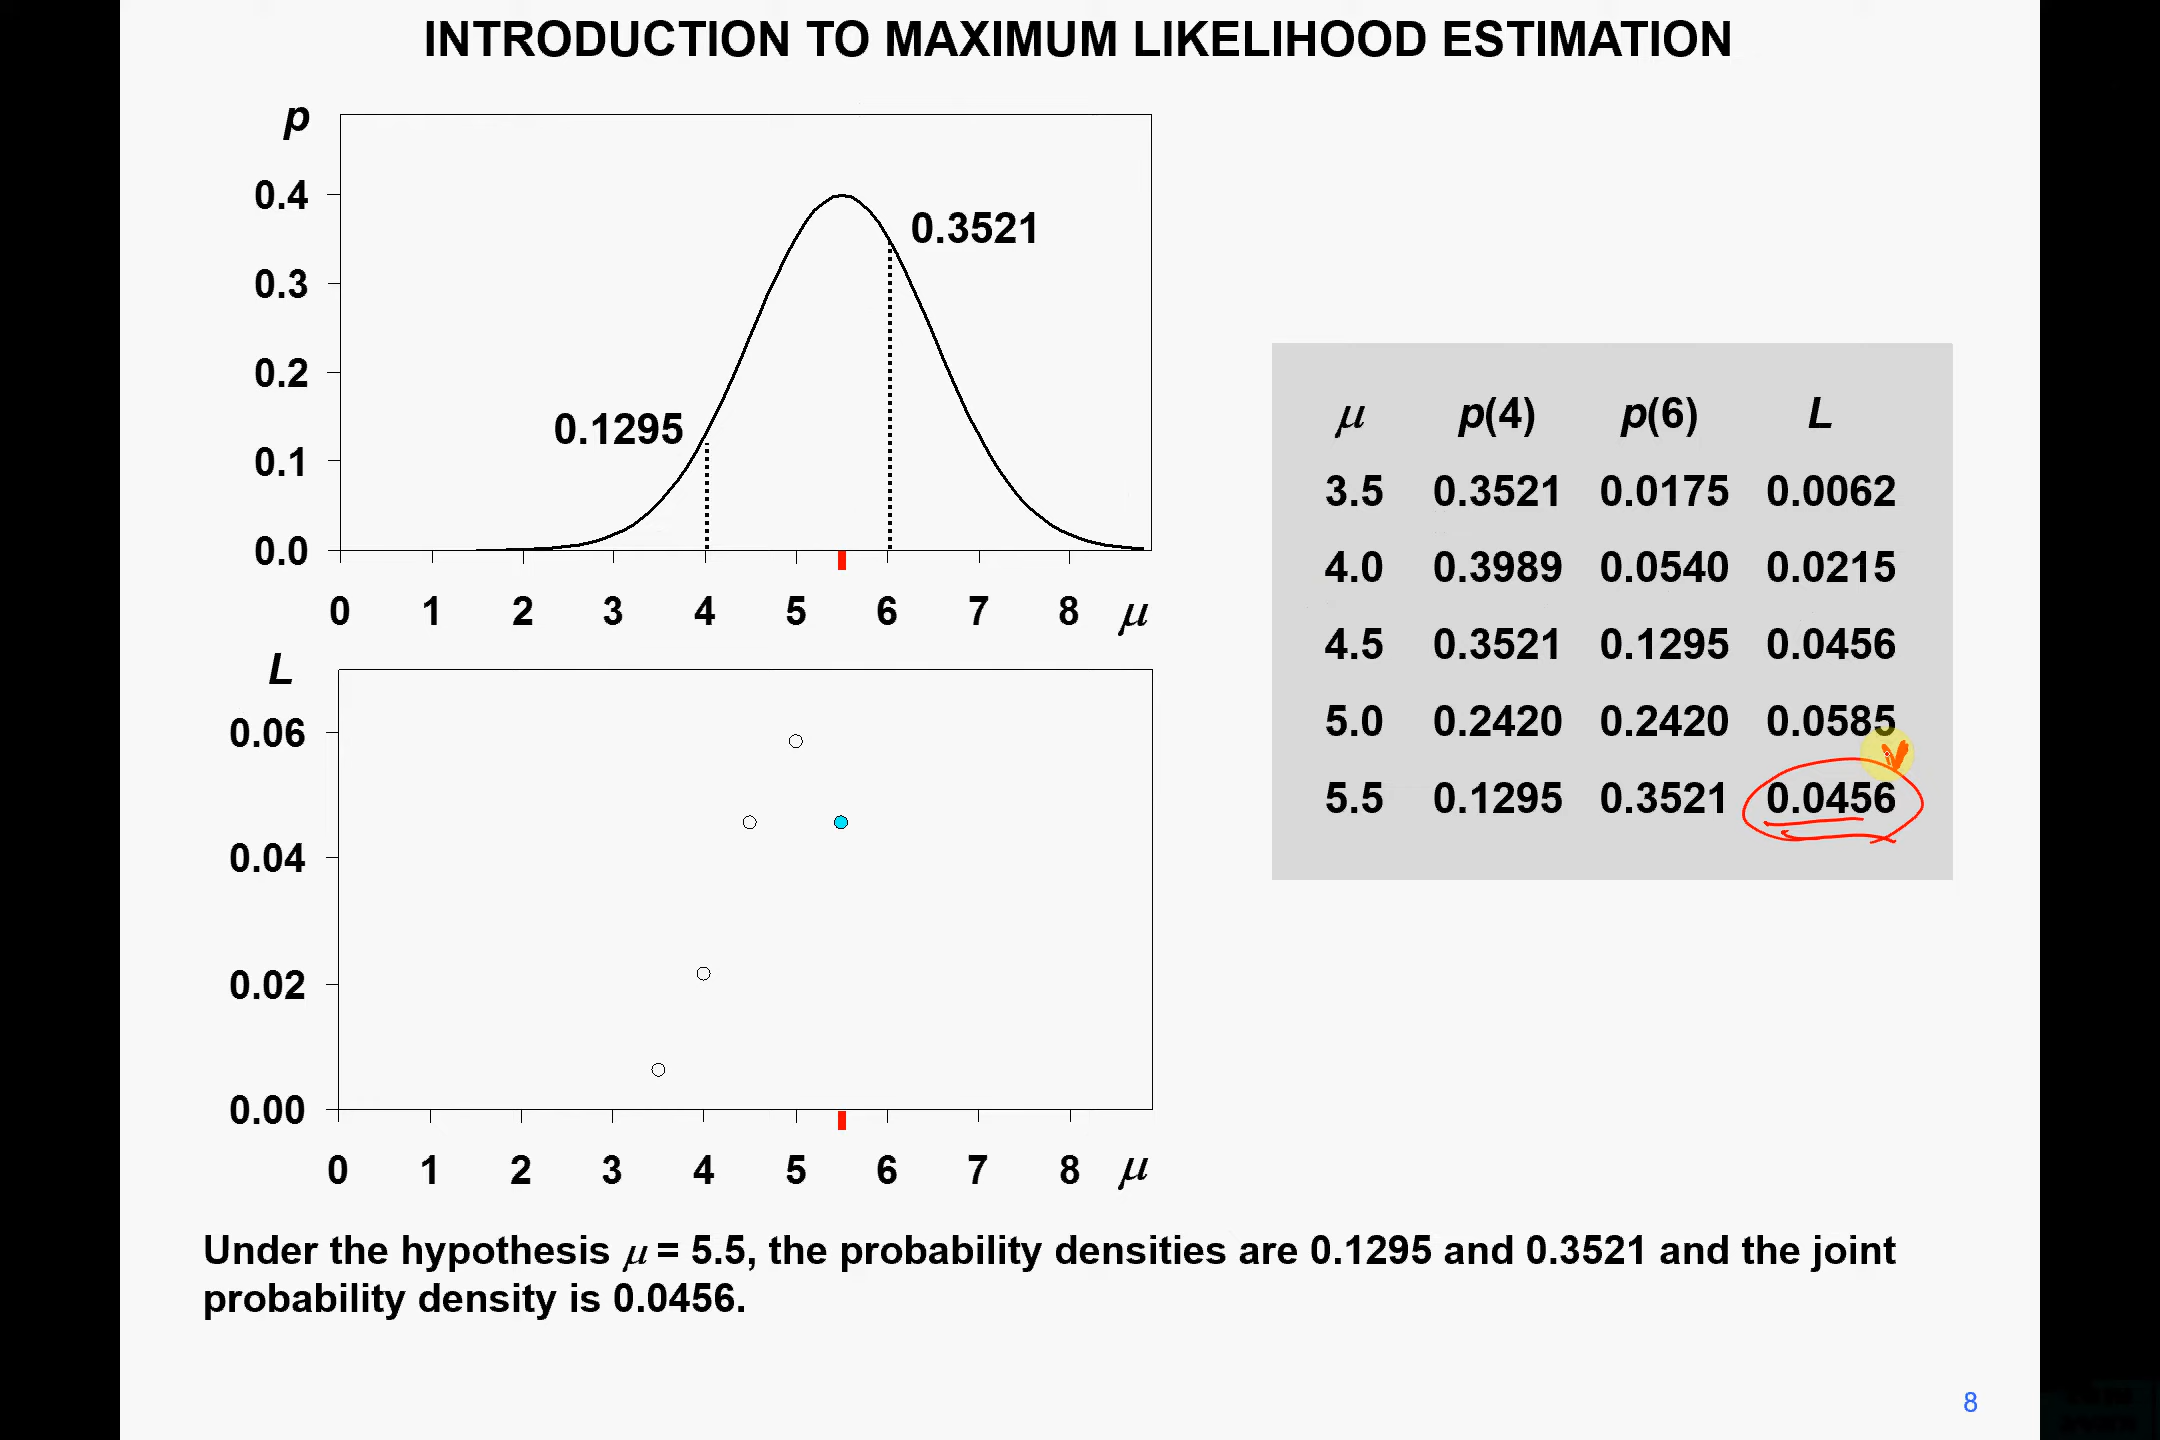 INTRODUCTION TO MAXIMUM LIKELIHOOD ESTIMATION
p
0.4
0.3
0.2
0.1
0.0
0.3521
0.1295
0 1 2 3 4 5 6 7 8 μ
L
0.06
0.04
0.02
0.00
0 1 2 3 4 5 6 7 8 μ
μ p(4) p(6) L
3.5 0.3521 0.0175 0.0062
4.0 0.3989 0.0540 0.0215
4.5 0.3521 0.1295 0.0456
5.0 0.2420 0.2420 0.0585
5.5 0.1295 0.3521 0.0456
Under the hypothesis μ = 5.5, the probability densities are 0.1295 and 0.3521 and the joint
probability density is 0.0456.
8